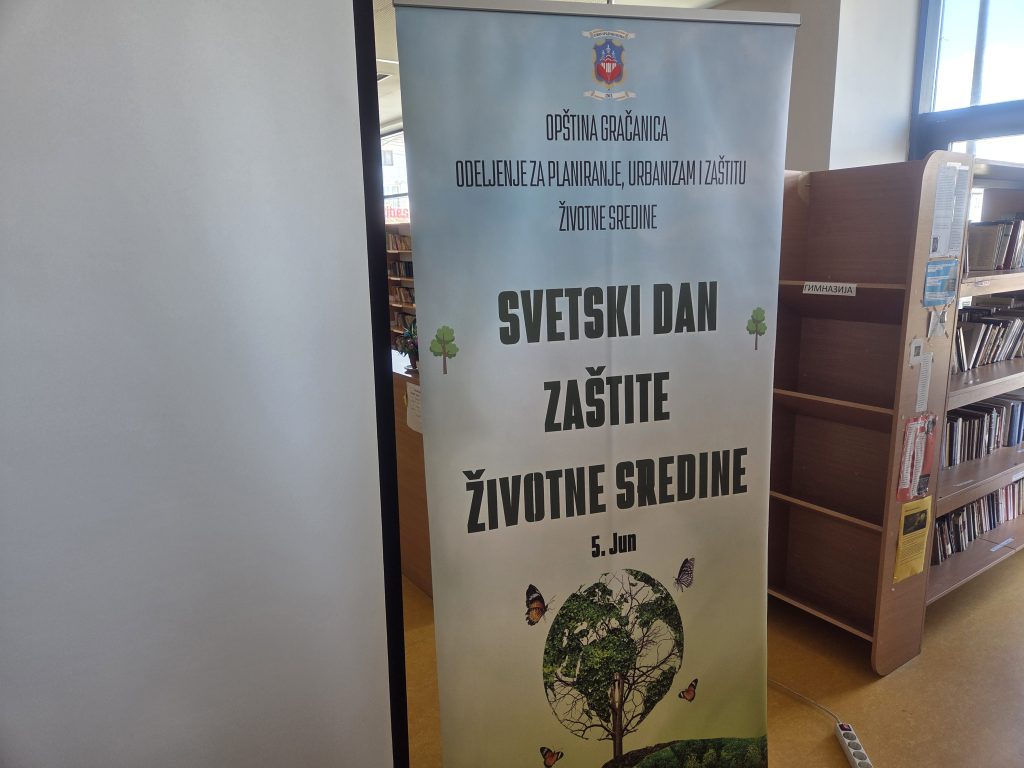 OPŠTINA GRAČANICA
ODELJENJE ZA PLANIRANJE, URBANIZAM I ZAŠTITU
ŽIVOTNE SREDINE
SVETSKI DAN
ZAŠTITE
ŽIVOTNE SREDINE
5. Jun
ГИМНАЗИЈА